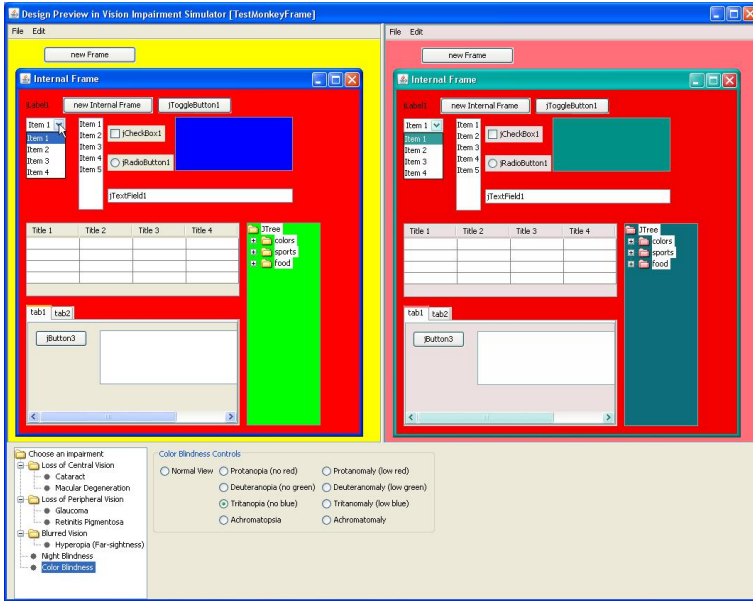 Design Preview in Vision Impairment Simulator [TestMonkeyFrame]
File Edit
new Frame
Internal Frame
jLabel1 new Internal Frame jToggleButton1
Item 1
Item 1
Item 2
Item 3
Item 4
Item 1
Item 2
Item 3
Item 4
Item 5
jCheckBox1
jRadioButton1
jTextField1
Title 1 Title 2 Title 3 Title 4
JTree
colors
sports
food
tab1 tab2
jButton3
File Edit
new Frame
Internal Frame
jLabel1 new Internal Frame jToggleButton1
Item 1
Item 1
Item 2
Item 3
Item 4
Item 1
Item 2
Item 3
Item 4
Item 5
jCheckBox1
jRadioButton1
jTextField1
Title 1 Title 2 Title 3 Title 4
JTree
colors
sports
food
tab1 tab2
jButton3
Choose an impairment
Loss of Central Vision
Cataract
Macular Degeneration
Loss of Peripheral Vision
Glaucoma
Retinitis Pigmentosa
Blurred Vision
Hyperopia (Far-sightness)
Night Blindness
Color Blindness
Color Blindness Controls
Normal View Protanopia (no red) Protanomaly (low red)
Deuteranopia (no green) Deuteranomaly (low green)
Tritanopia (no blue) Tritanomaly (low blue)
Achromatopsia Achromatomaly